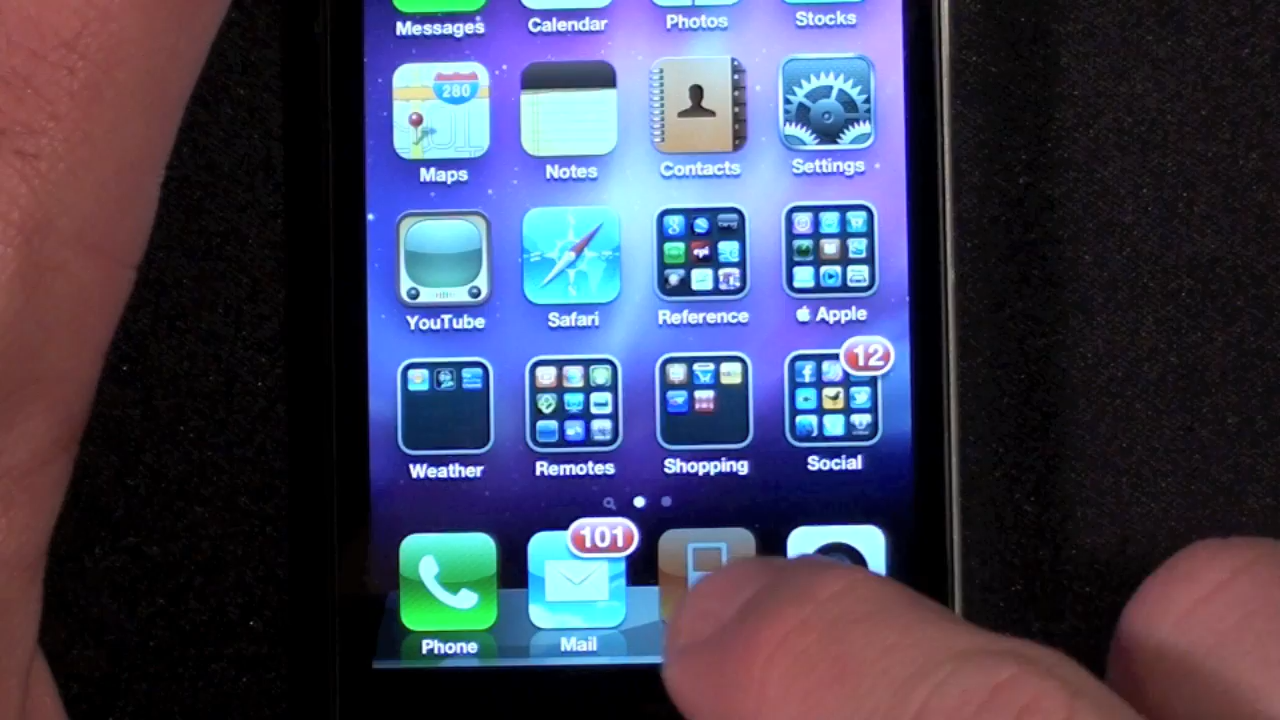 Messages Calendar Photos Stocks
280
Maps Notes Contacts Settings
YouTube Safari Reference Apple
12
Weather Remotes Shopping Social
101
Phone Mail